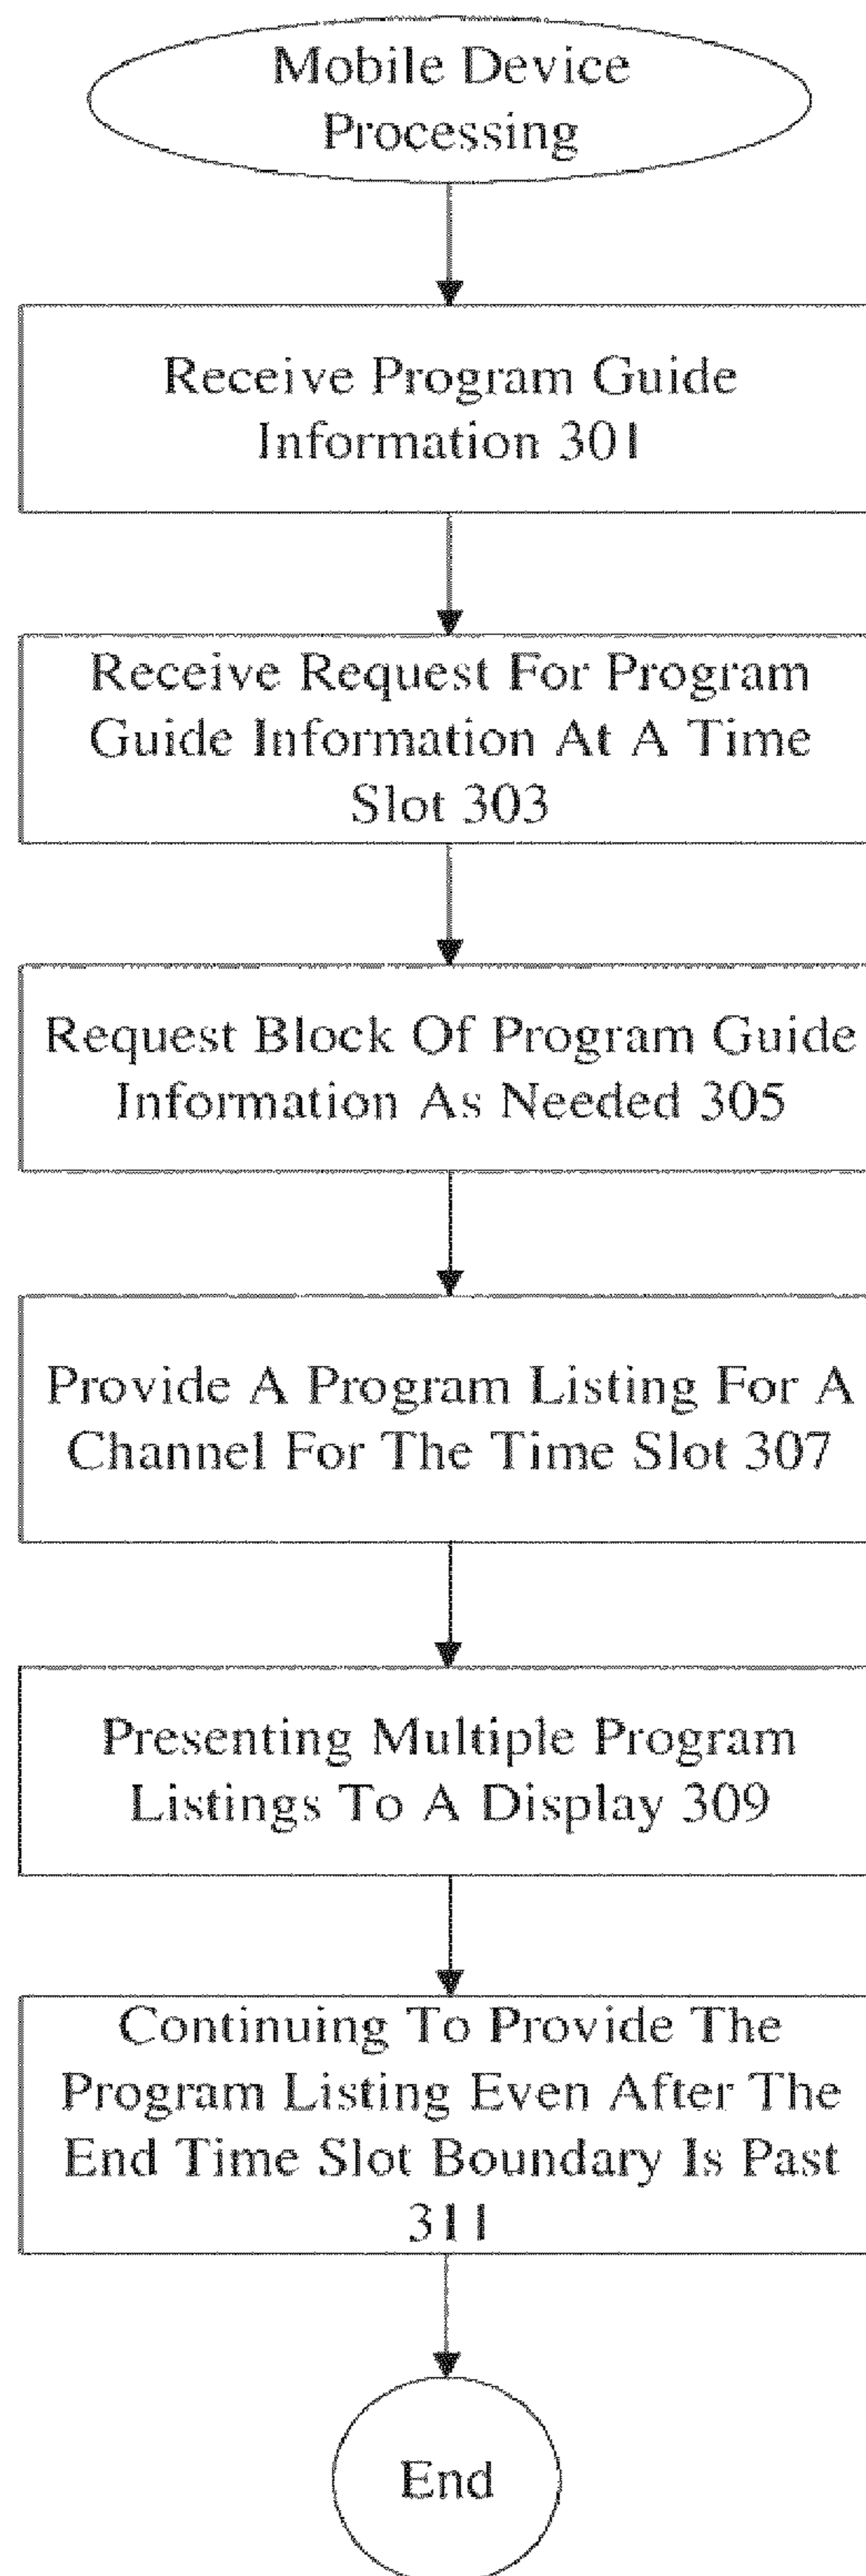 Mobile Device
Processing
Receive Program Guide
Information 301
Receive Request For Program
Guide Information At A Time
Slot 303
Request Block Of Program Guide
Information As Needed 305
Provide A Program Listing For A
Channel For The Time Slot 307
Presenting Multiple Program
Listings To A Display 309
Continuing To Provide The
Program Listing Even After The
End Time Slot Boundary Is Past
311
End